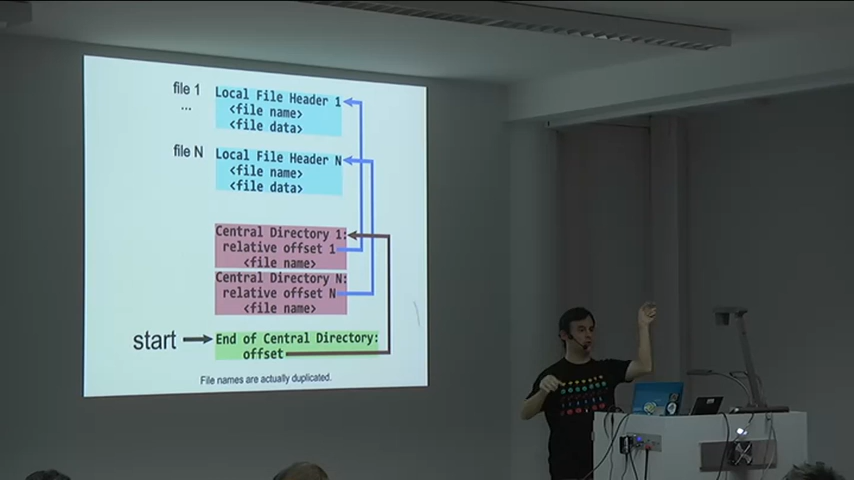 file 1
Local File Header 1
...
<file name>
<file data>
file N
Local File Header N
<file name>
<file data>
Central Directory 1:
relative offset 1
<file name>
Central Directory N:
relative offset N
<file name>
start
End of Central Directory:
offset
File names are actually duplicated.